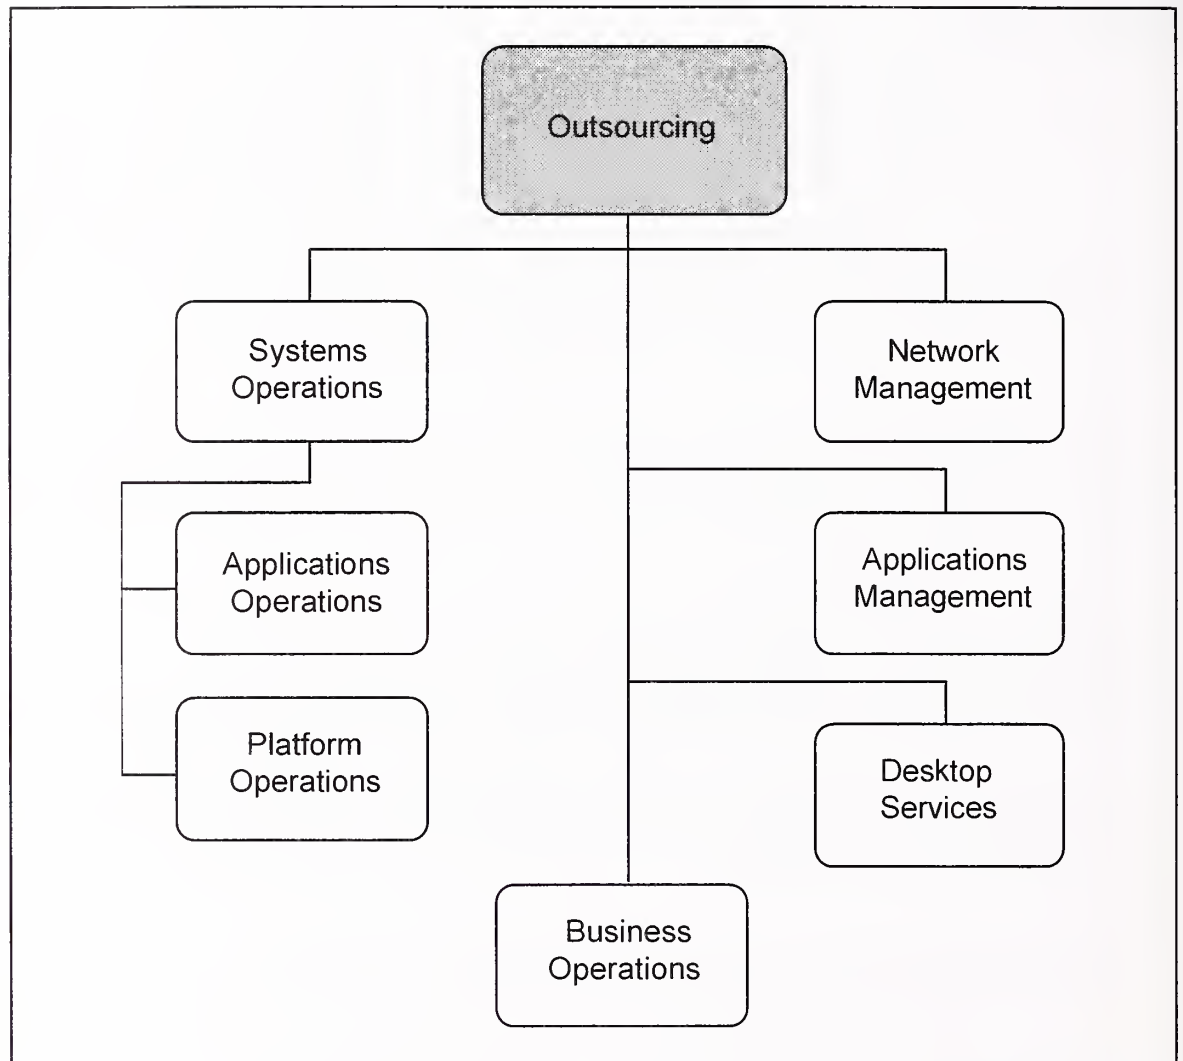 Outsourcing
Systems
Operations
Network
Management
Applications
Operations
Applications
Management
Platform
Operations
Desktop
Services
Business
Operations